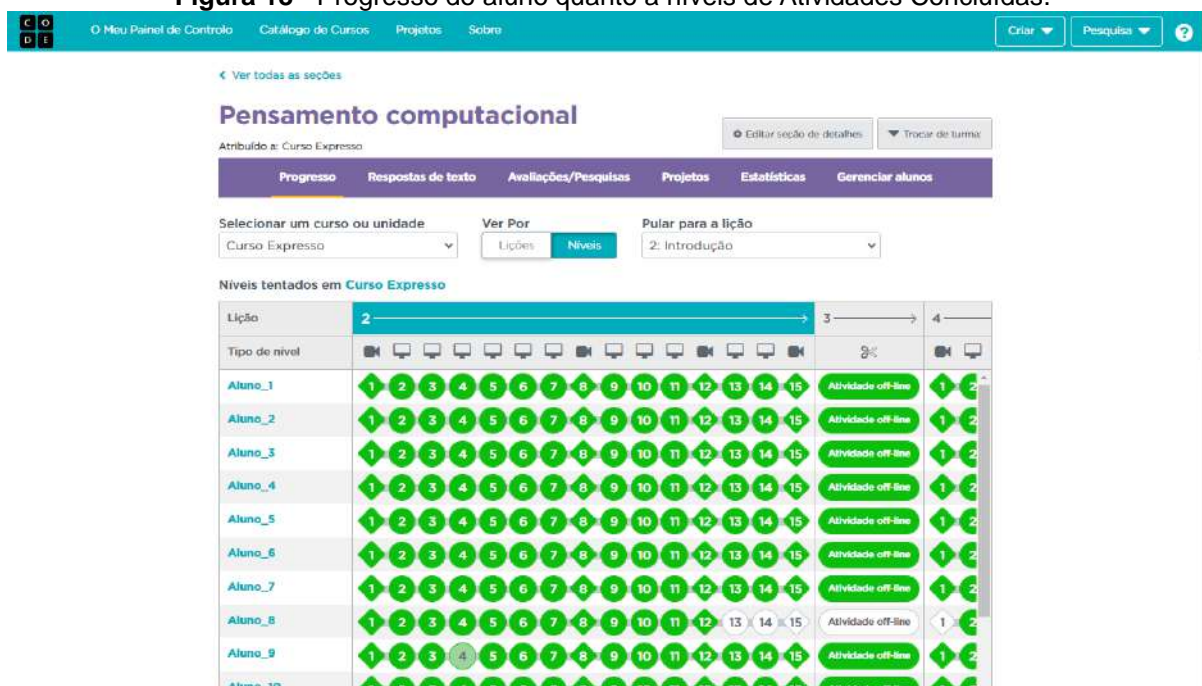 Figura 16 - Progresso do aluno quanto a níveis de Atividades Concluídas.
C O D E
O Meu Painel de Controlo Catálogo de Cursos Projetos Sobre Criar Pesquisa ?
Ver todas as seções
Pensamento computacional
Editar seção de detalhes Trocar de turma:
Atribuído a: Curso Expresso
Progresso Respostas de texto Avaliações/Pesquisas Projetos Estatísticas Gerenciar alunos
Selecionar um curso ou unidade Ver Por Pular para a lição
Curso Expresso Lições Níveis 2: Introdução
Níveis tentados em Curso Expresso
Lição 2 3 4
Tipo de nível
Aluno_1 1 2 3 4 5 6 7 8 9 10 11 12 13 14 15 Atividade off-line 1 2
Aluno_2 1 2 3 4 5 6 7 8 9 10 11 12 13 14 15 Atividade off-line 1 2
Aluno_3 1 2 3 4 5 6 7 8 9 10 11 12 13 14 15 Atividade off-line 1 2
Aluno_4 1 2 3 4 5 6 7 8 9 10 11 12 13 14 15 Atividade off-line 1 2
Aluno_5 1 2 3 4 5 6 7 8 9 10 11 12 13 14 15 Atividade off-line 1 2
Aluno_6 1 2 3 4 5 6 7 8 9 10 11 12 13 14 15 Atividade off-line 1 2
Aluno_7 1 2 3 4 5 6 7 8 9 10 11 12 13 14 15 Atividade off-line 1 2
Aluno_8 1 2 3 4 5 6 7 8 9 10 11 12 13 14 15 Atividade off-line 1 2
Aluno_9 1 2 3 4 5 6 7 8 9 10 11 12 13 14 15 Atividade off-line 1 2
Aluno_10